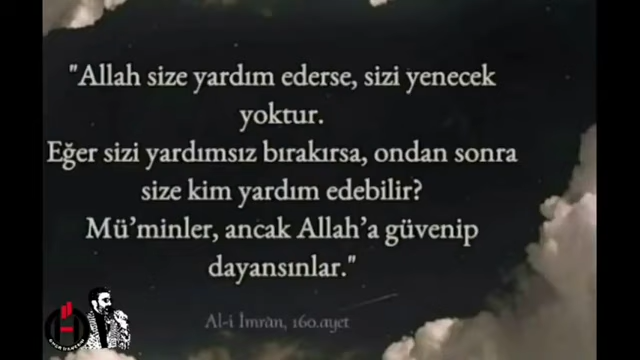 "Allah size yardım ederse, sizi yenecek
yoktur.
Eğer sizi yardımsız bırakırsa, ondan sonra
size kim yardım edebilir?
Mü’minler, ancak Allah’a güvenip
dayansınlar."
Al-i İmràn, 160.ayet